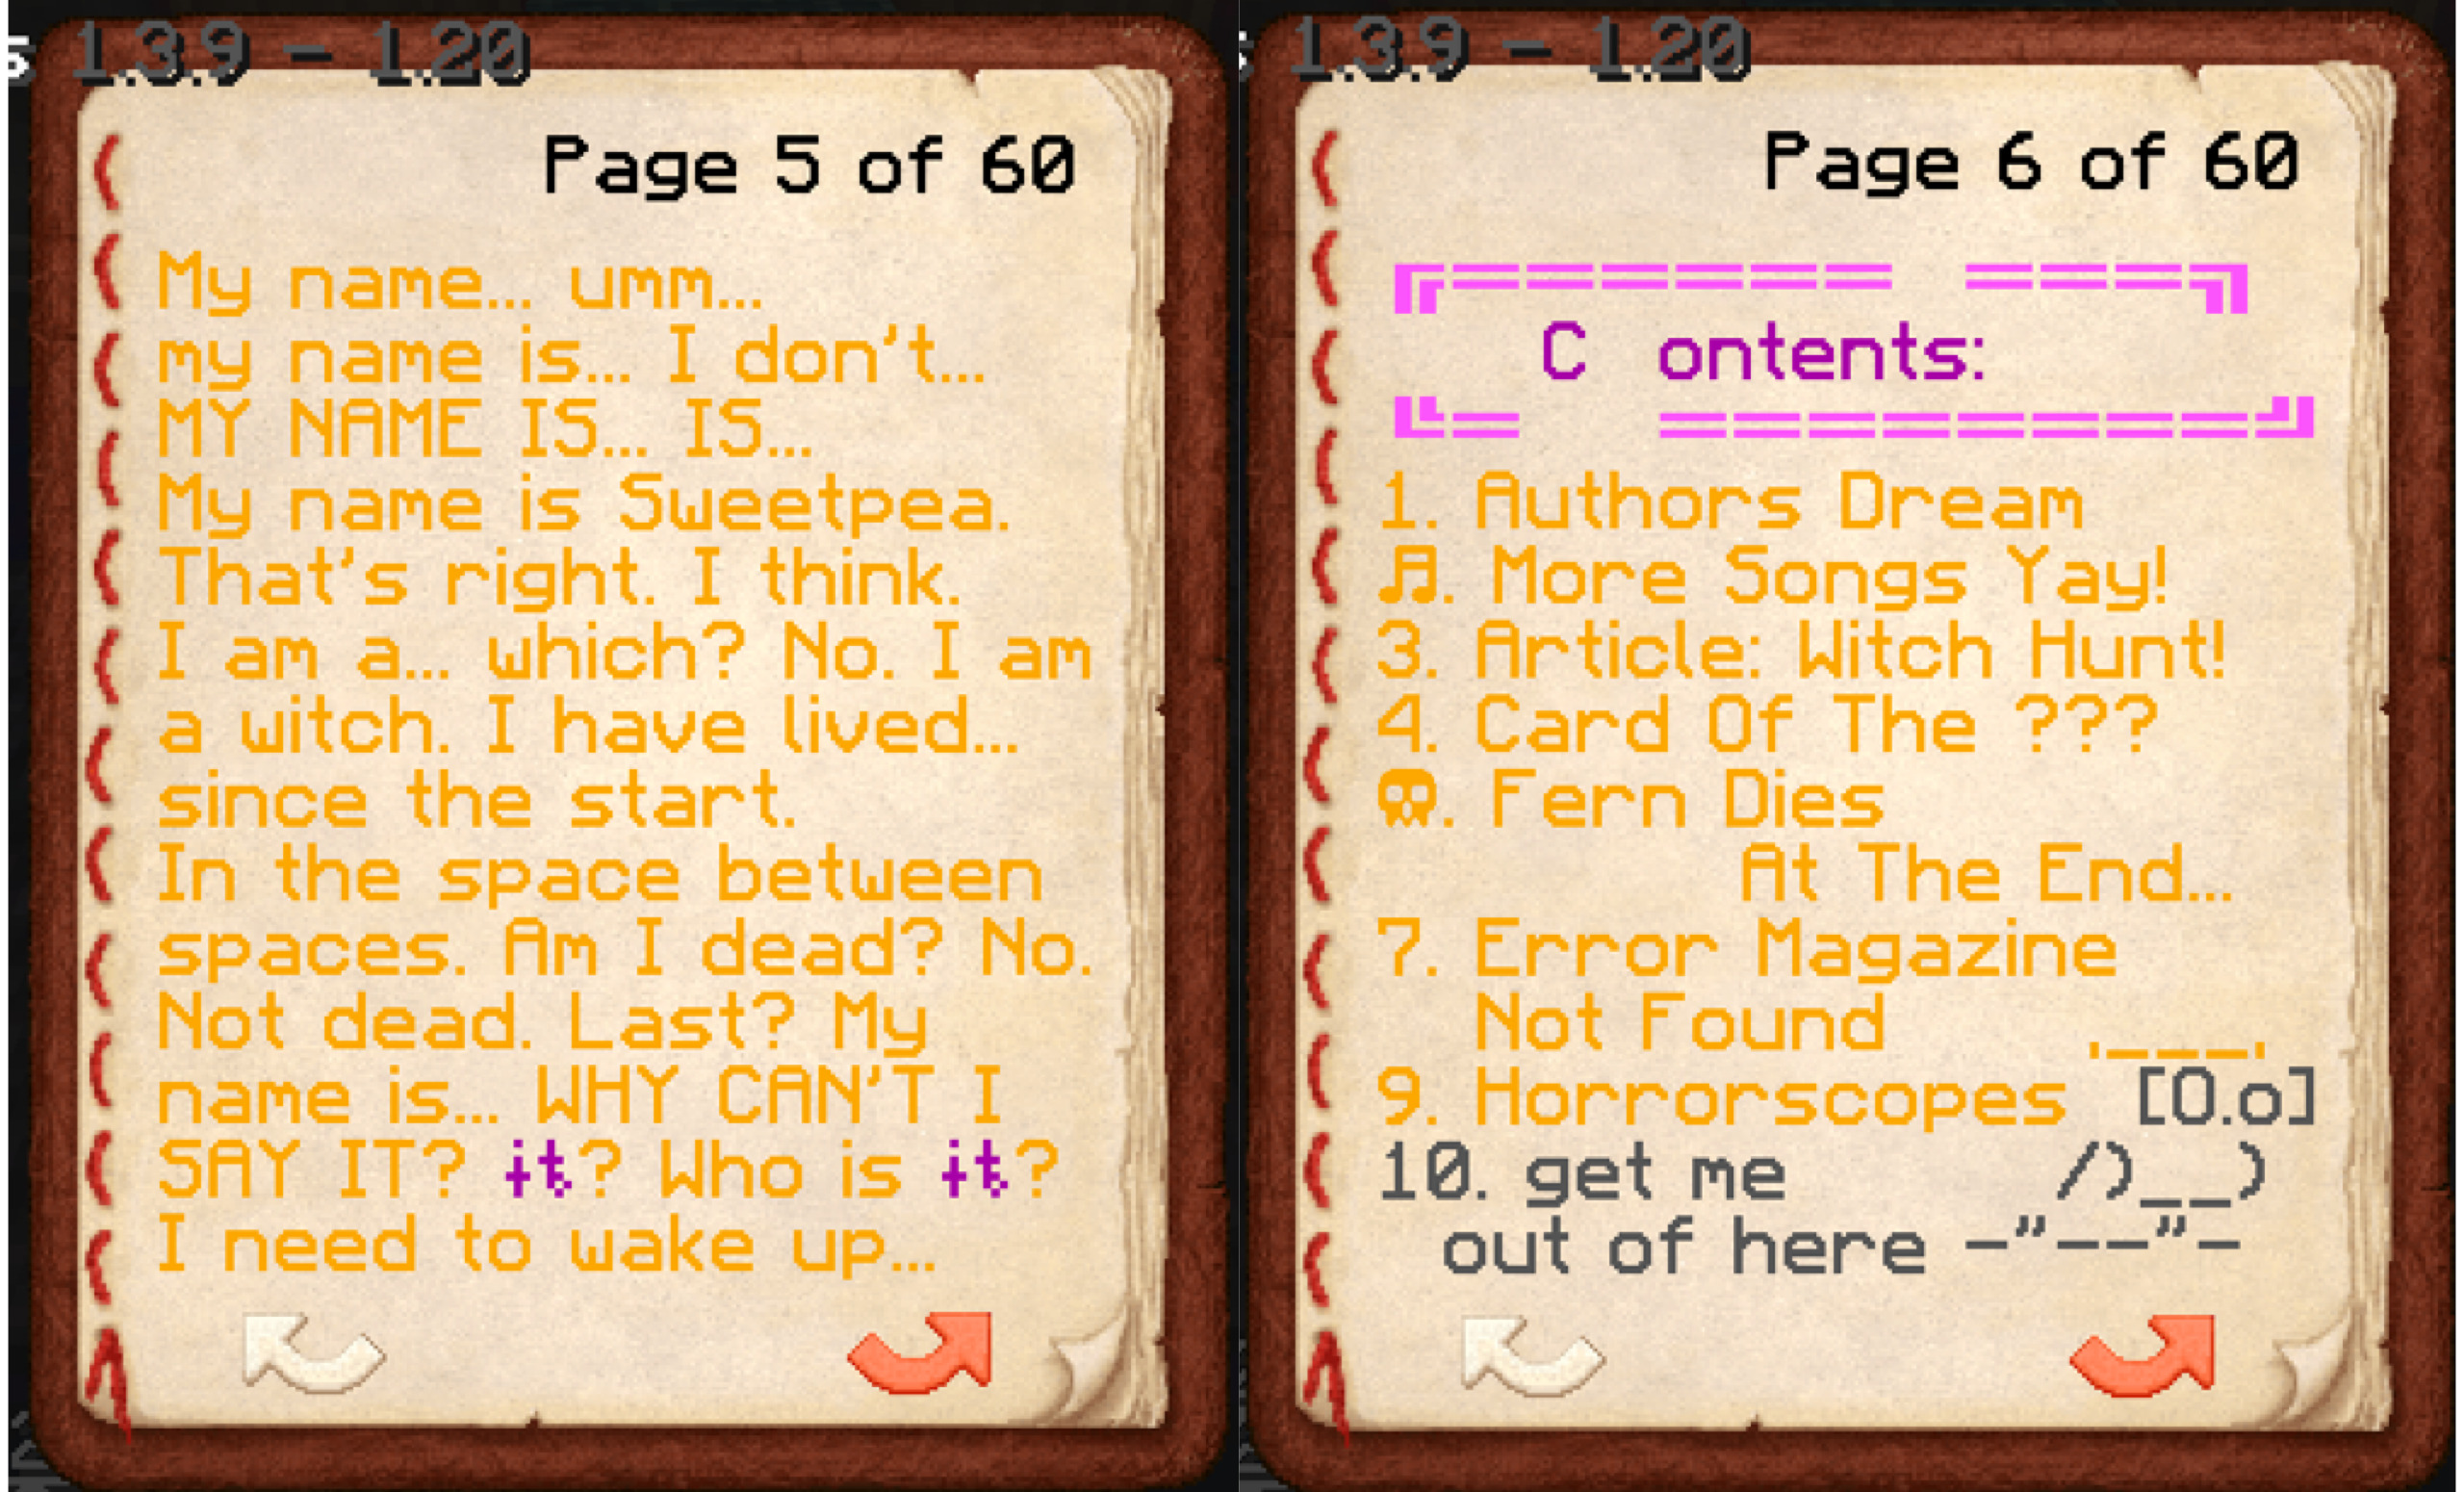 s 1.3.9 - 1.20
Page 5 of 60
My name... umm...
my name is... I don't...
MY NAME IS... IS...
My name is Sweetpea.
That's right. I think.
I am a... which? No. I am
a witch. I have lived...
since the start.
In the space between
spaces. Am I dead? No.
Not dead. Last? My
name is... WHY CAN'T I
SAY IT? it? Who is it?
I need to wake up...
s 1.3.9 - 1.20
Page 6 of 60
╔====== ===╗
C ontents:
╚= ========╝
1. Authors Dream
♫. More Songs Yay!
3. Article: Witch Hunt!
4. Card Of The ???
☠. Fern Dies
At The End...
7. Error Magazine
Not Found .___.
9. Horrorscopes [O.o]
10. get me /)__)
out of here -"--"-